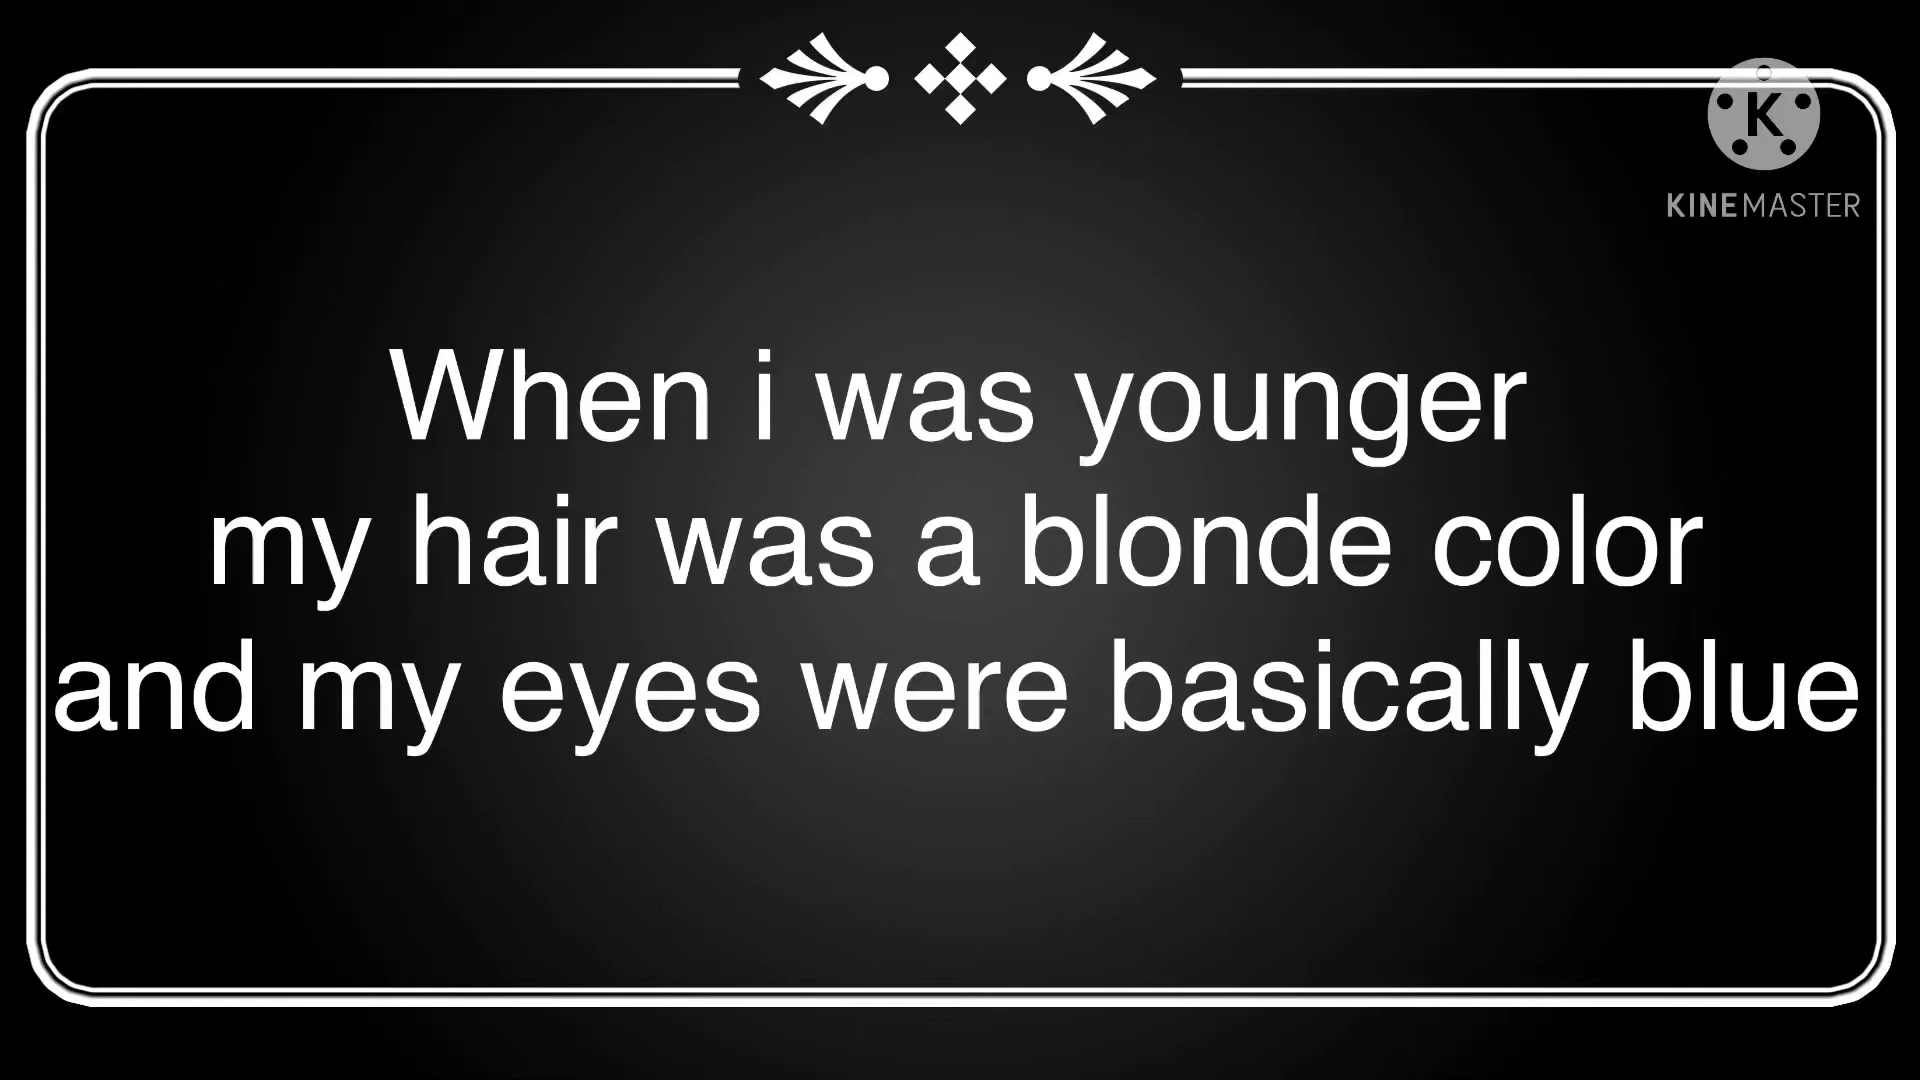 K
KINEMASTER
When i was younger
my hair was a blonde color
and my eyes were basically blue